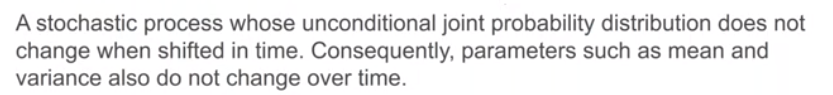 A stochastic process whose unconditional joint probability distribution does not
change when shifted in time. Consequently, parameters such as mean and
variance also do not change over time.